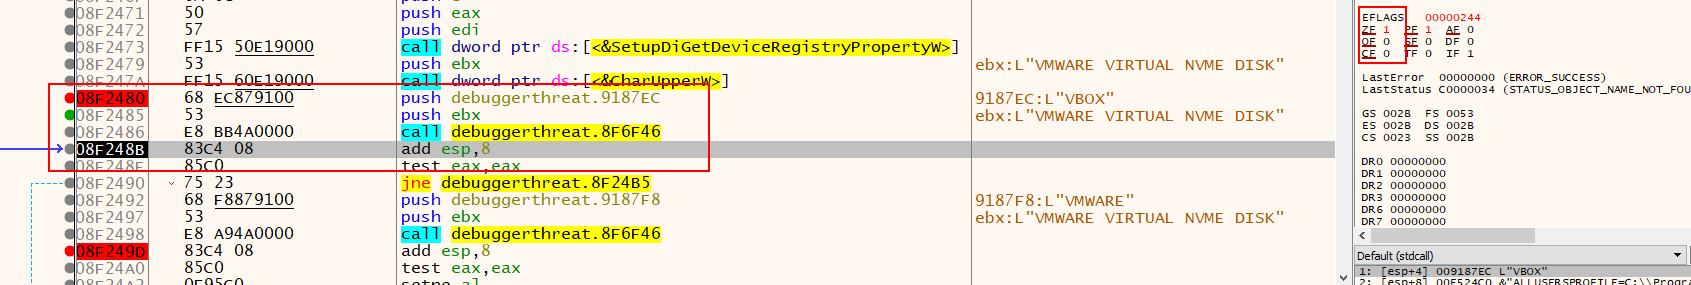 08F2471 50 push eax
08F2472 57 push edi
08F2473 FF15 50E19000 call dword ptr ds:[<&SetupDiGetDeviceRegistryPropertyW>]
08F2479 53 push ebx ebx:L"VMWARE VIRTUAL NVME DISK"
08F247A FF15 60E19000 call dword ptr ds:[<&CharUpperW>]
08F2480 68 EC879100 push debuggerthreat.9187EC 9187EC:L"VBOX"
08F2485 53 push ebx ebx:L"VMWARE VIRTUAL NVME DISK"
08F2486 E8 BB4A0000 call debuggerthreat.8F6F46
08F248B 83C4 08 add esp,8
08F248E 85C0 test eax,eax
08F2490 75 23 jne debuggerthreat.8F24B5
08F2492 68 F8879100 push debuggerthreat.9187F8 9187F8:L"VMWARE"
08F2497 53 push ebx ebx:L"VMWARE VIRTUAL NVME DISK"
08F2498 E8 A94A0000 call debuggerthreat.8F6F46
08F249D 83C4 08 add esp,8
08F24A0 85C0 test eax,eax
08F24A2 0F95C0 setne al
EFLAGS 00000244
ZF 1 PF 1 AF 0
OF 0 SF 0 DF 0
CF 0 TF 0 IF 1
LastError 00000000 (ERROR_SUCCESS)
LastStatus C0000034 (STATUS_OBJECT_NAME_NOT_FOU
GS 002B FS 0053
ES 002B DS 002B
CS 0023 SS 002B
DR0 00000000
DR1 00000000
DR2 00000000
DR3 00000000
DR6 00000000
DR7 00000000
Default (stdcall)
1: [esp+4] 009187EC L"VBOX"
2: [esp+8] 00F524C0 &"ALLUSERSPROFILE=C:\\Progra